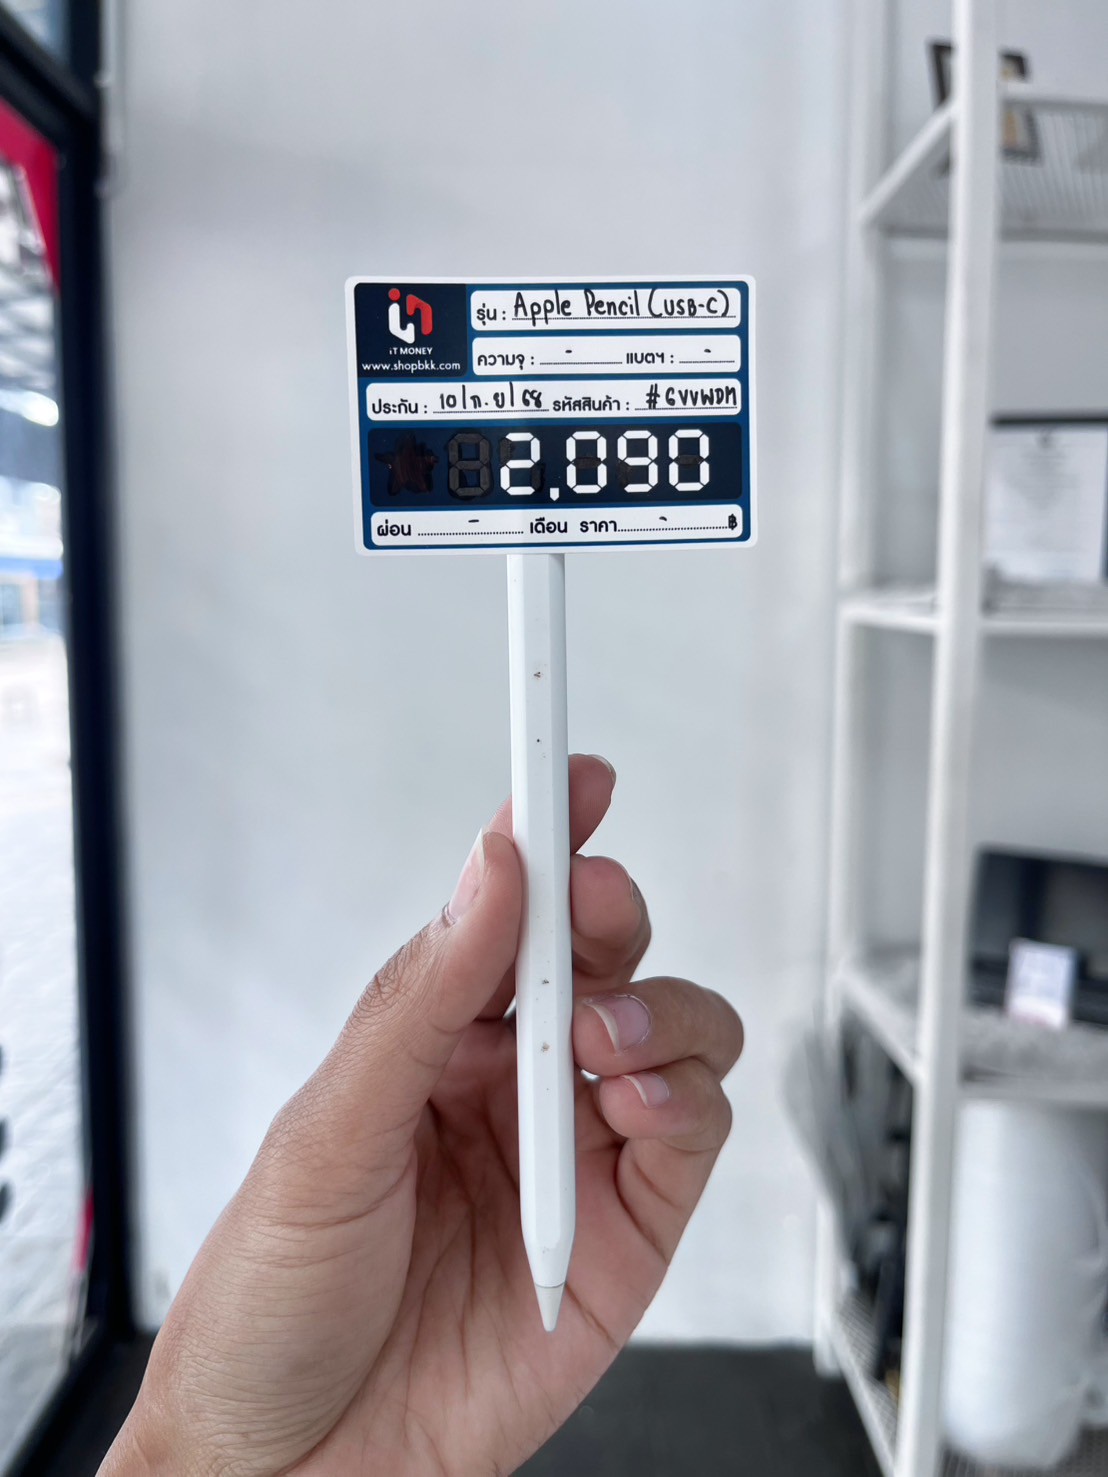 iT MONEY
www.shopbkk.com
รุ่น : Apple Pencil (USB-C)
ความจุ : - แบตฯ : -
ประกัน : 10/ก.ย/68 รหัสสินค้า : #GVVWDM
2,090
ผ่อน - เดือน ราคา - ฿